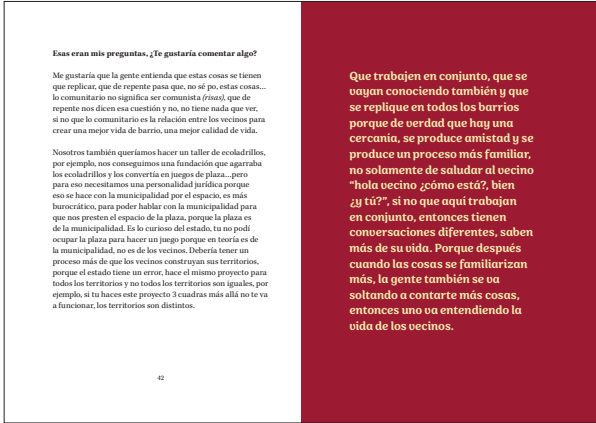 Esas eran mis preguntas, ¿Te gustaría comentar algo?
Me gustaría que la gente entienda que estas cosas se tienen
que replicar, que de repente pasa que, no sé po, estas cosas...
lo comunitario no significa ser comunista (risas), que de
repente nos dicen esa cuestión y no, no tiene nada que ver,
si no que lo comunitario es la relación entre los vecinos para
crear una mejor vida de barrio, una mejor calidad de vida.
Nosotros también queríamos hacer un taller de ecoladrillos,
por ejemplo, nos conseguimos una fundación que agarraba
los ecoladrillos y los convertía en juegos de plaza...pero
para eso necesitamos una personalidad jurídica porque
eso se hace con la municipalidad por el espacio, es más
burocrático, para poder hablar con la municipalidad para
que nos presten el espacio de la plaza, porque la plaza es
de la municipalidad. Es lo curioso del estado, tu no podí
ocupar la plaza para hacer un juego porque en teoría es de
la municipalidad, no es de los vecinos. Debería tener un
proceso más de que los vecinos construyan sus territorios,
porque el estado tiene un error, hace el mismo proyecto para
todos los territorios y no todos los territorios son iguales, por
ejemplo, si tu haces este proyecto 3 cuadras más allá no te va
a funcionar, los territorios son distintos.
42
Que trabajen en conjunto, que se
vayan conociendo también y que
se replique en todos los barrios
porque de verdad que hay una
cercanía, se produce amistad y se
produce un proceso más familiar,
no solamente de saludar al vecino
“hola vecino ¿cómo está?, bien
¿y tú?”, si no que aquí trabajan
en conjunto, entonces tienen
conversaciones diferentes, saben
más de su vida. Porque después
cuando las cosas se familiarizan
más, la gente también se va
soltando a contarte más cosas,
entonces uno va entendiendo la
vida de los vecinos.